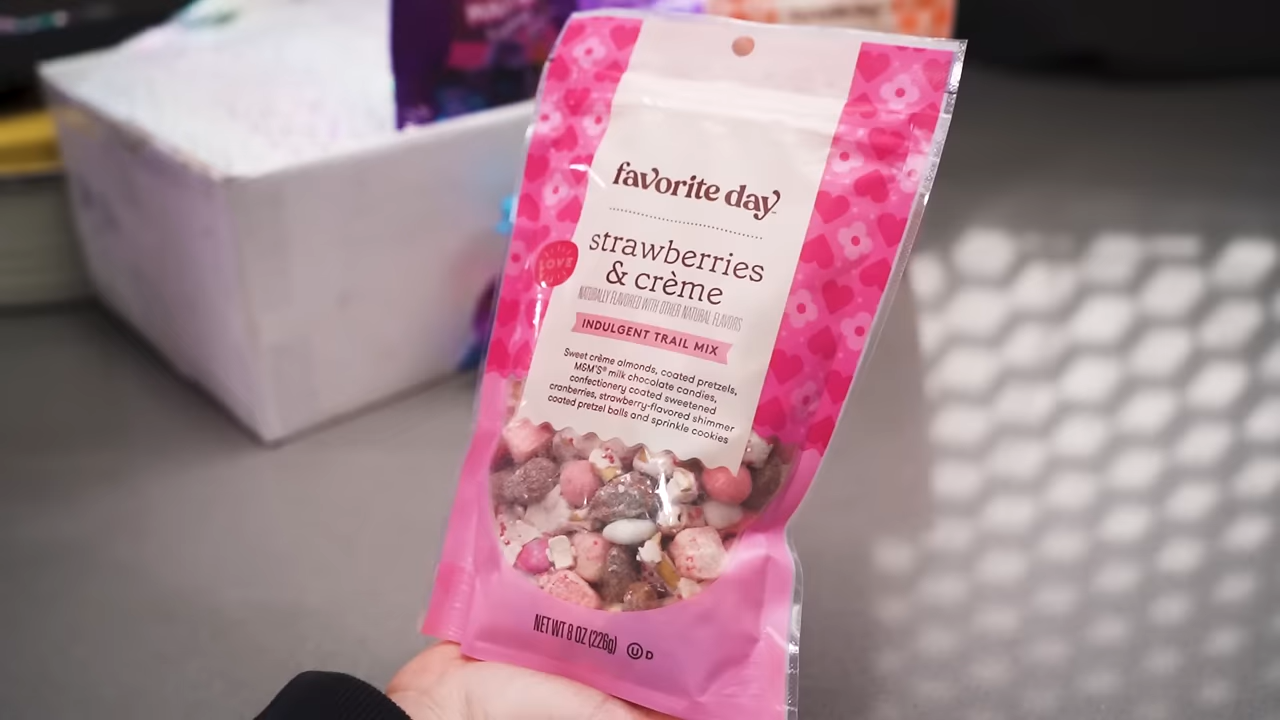 favorite day™
LOVE
strawberries
& crème
NATURALLY FLAVORED WITH OTHER NATURAL FLAVORS
INDULGENT TRAIL MIX
Sweet crème almonds, coated pretzels,
M&M'S® milk chocolate candies,
confectionery coated sweetened
cranberries, strawberry-flavored shimmer
coated pretzel balls and sprinkle cookies
NET WT 8 OZ (226g) U D